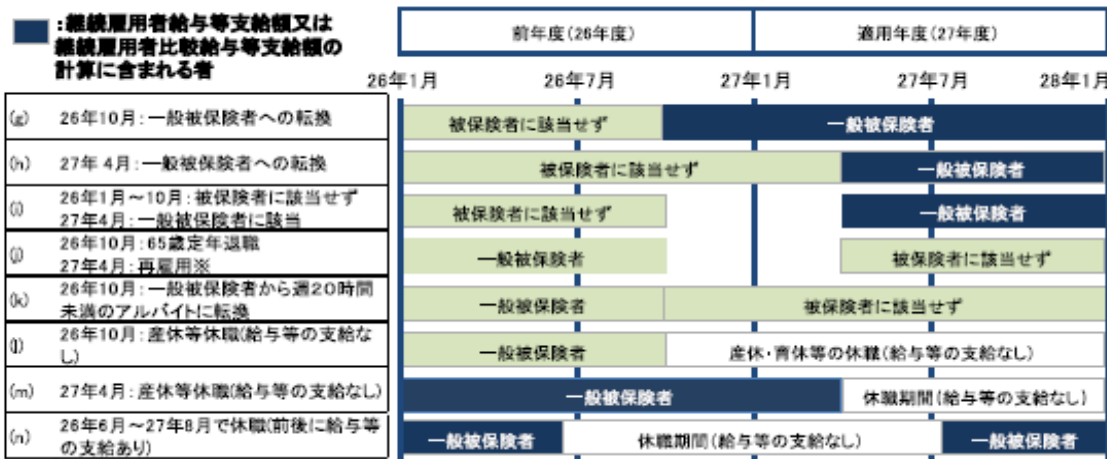 :継続雇用者給与等支給額又は
継続雇用者比較給与等支給額の
計算に含まれる者
前年度(26年度)
適用年度(27年度)
26年1月
26年7月
27年1月
27年7月
28年1月
(g) 26年10月:一般被保険者への転換
被保険者に該当せず
一般被保険者
(h) 27年 4月:一般被保険者への転換
被保険者に該当せず
一般被保険者
(i) 26年1月～10月:被保険者に該当せず
27年4月:一般被保険者に該当
被保険者に該当せず
一般被保険者
(j) 26年10月:65歳定年退職
27年4月:再雇用※
一般被保険者
被保険者に該当せず
(k) 26年10月:一般被保険者から週20時間
未満のアルバイトに転換
一般被保険者
被保険者に該当せず
(l) 26年10月:産休等休職(給与等の支給な
し)
一般被保険者
産休・育休等の休職(給与等の支給なし)
(m) 27年4月:産休等休職(給与等の支給なし)
一般被保険者
休職期間(給与等の支給なし)
(n) 26年6月～27年8月で休職(前後に給与等
の支給あり)
一般被保険者
休職期間(給与等の支給なし)
一般被保険者